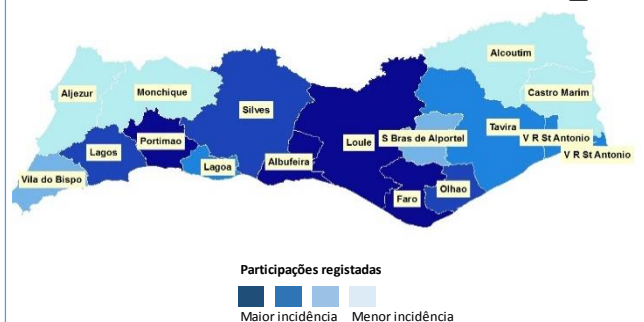 Alcoutim
Aljezur
Monchique
Castro Marim
Silves
Portimao
Loule
S Bras de Alportel
Tavira
V R St Antonio
V R St Antonio
Lagos
Lagoa
Albufeira
Vila do Bispo
Olhao
Faro
Participações registadas
Maior incidência Menor incidência